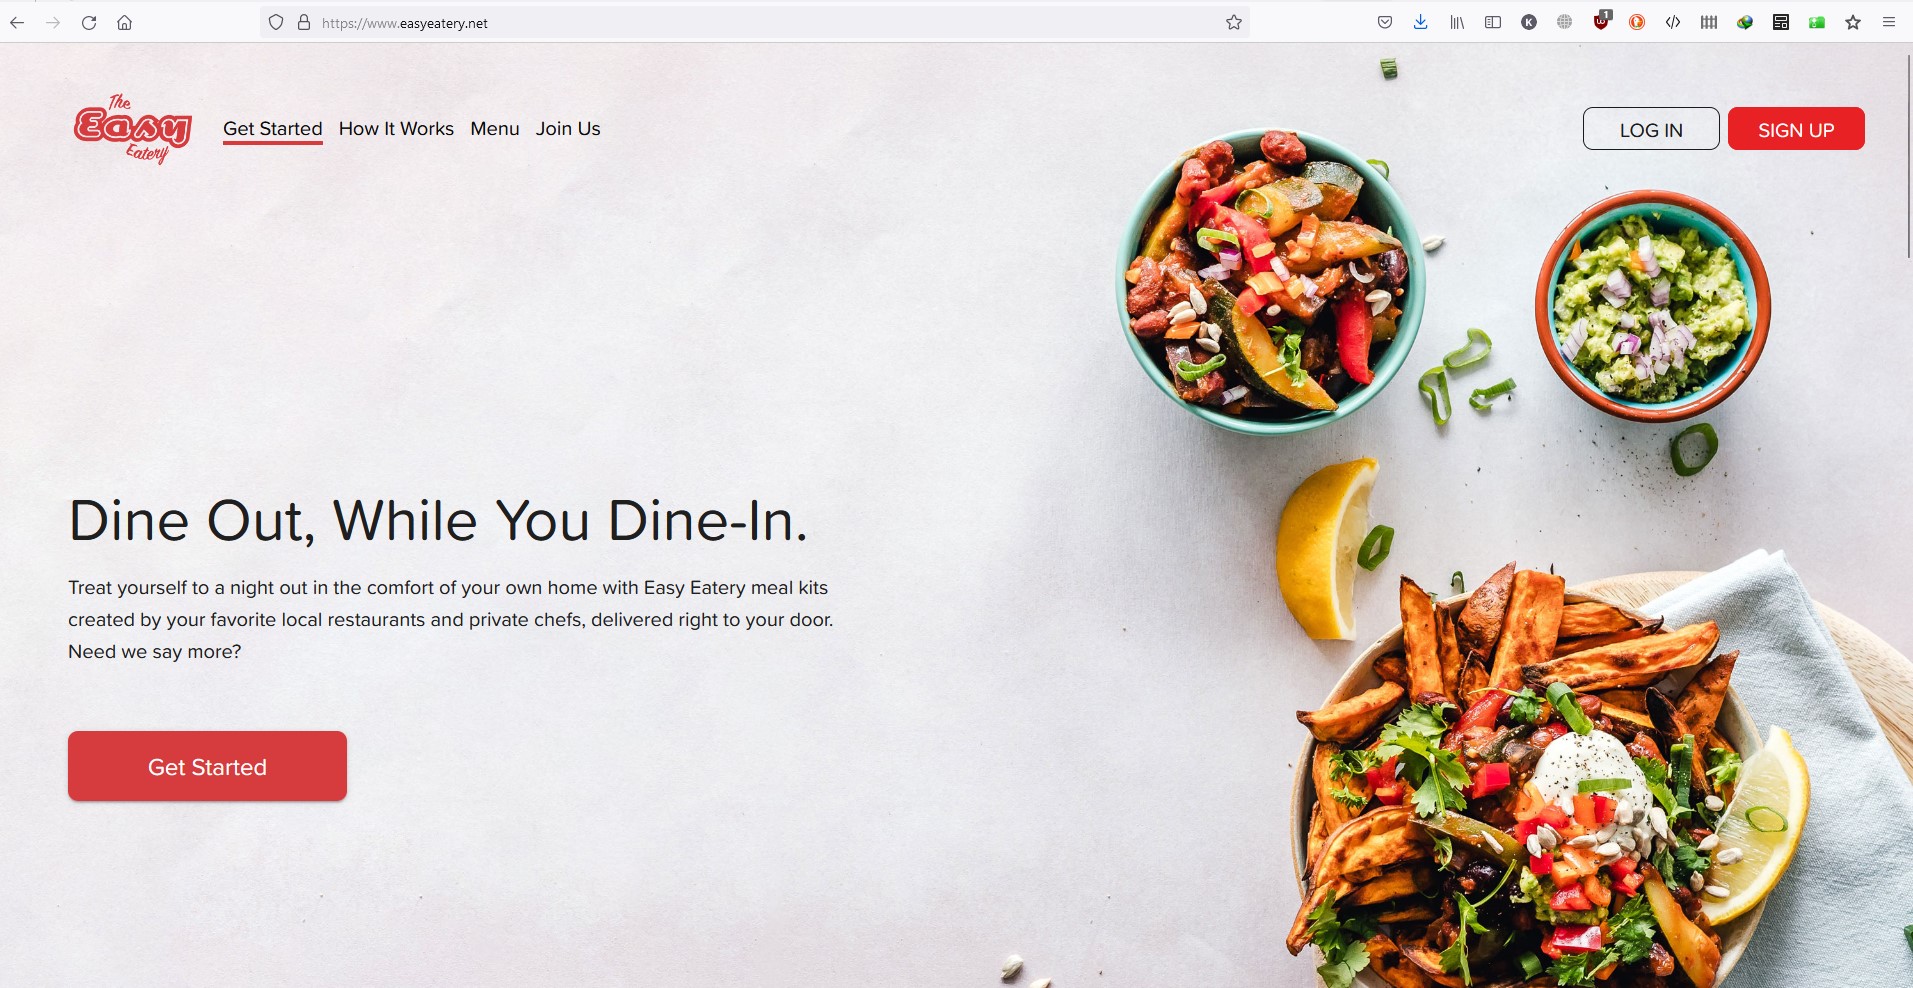 https://www.easyeatery.net
1
K
The
Easy
Eatery
Get Started
How It Works
Menu
Join Us
LOG IN
SIGN UP
Dine Out, While You Dine-In.
Treat yourself to a night out in the comfort of your own home with Easy Eatery meal kits
created by your favorite local restaurants and private chefs, delivered right to your door.
Need we say more?
Get Started